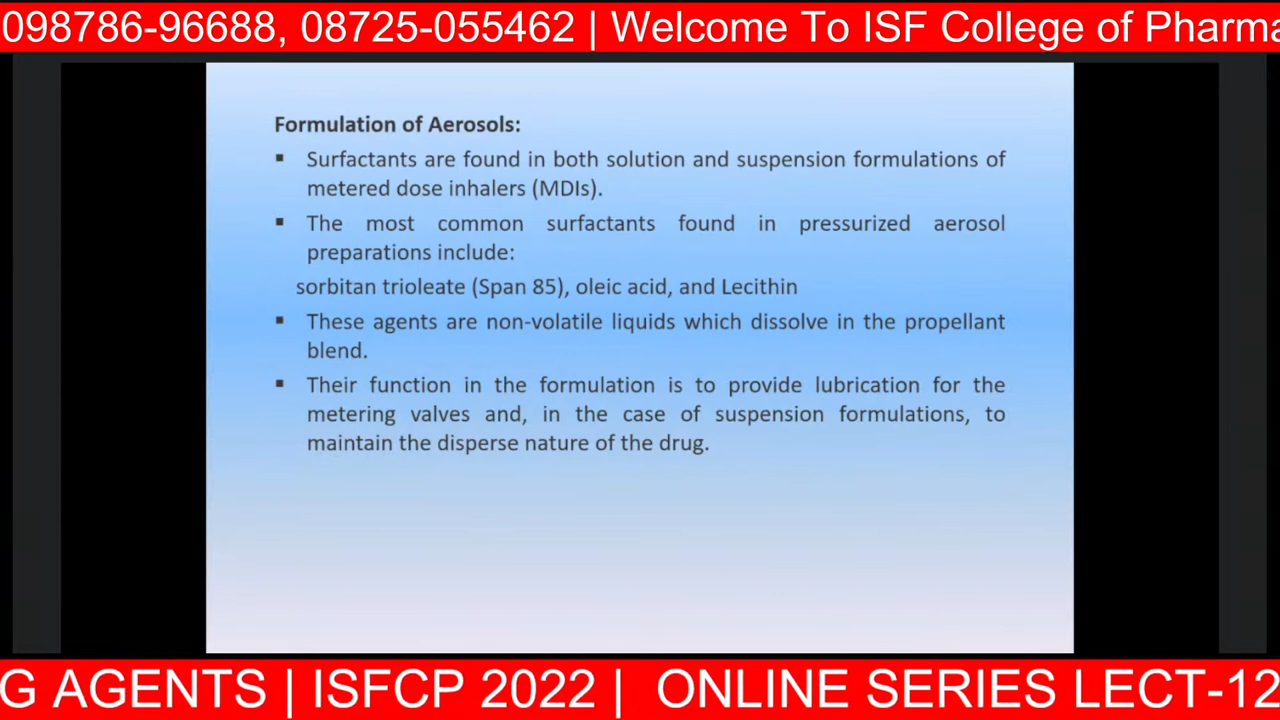 098786-96688, 08725-055462 | Welcome To ISF College of Pharma
Formulation of Aerosols:
▪ Surfactants are found in both solution and suspension formulations of
metered dose inhalers (MDIs).
▪ The most common surfactants found in pressurized aerosol
preparations include:
sorbitan trioleate (Span 85), oleic acid, and Lecithin
▪ These agents are non-volatile liquids which dissolve in the propellant
blend.
▪ Their function in the formulation is to provide lubrication for the
metering valves and, in the case of suspension formulations, to
maintain the disperse nature of the drug.
G AGENTS | ISFCP 2022 | ONLINE SERIES LECT-12